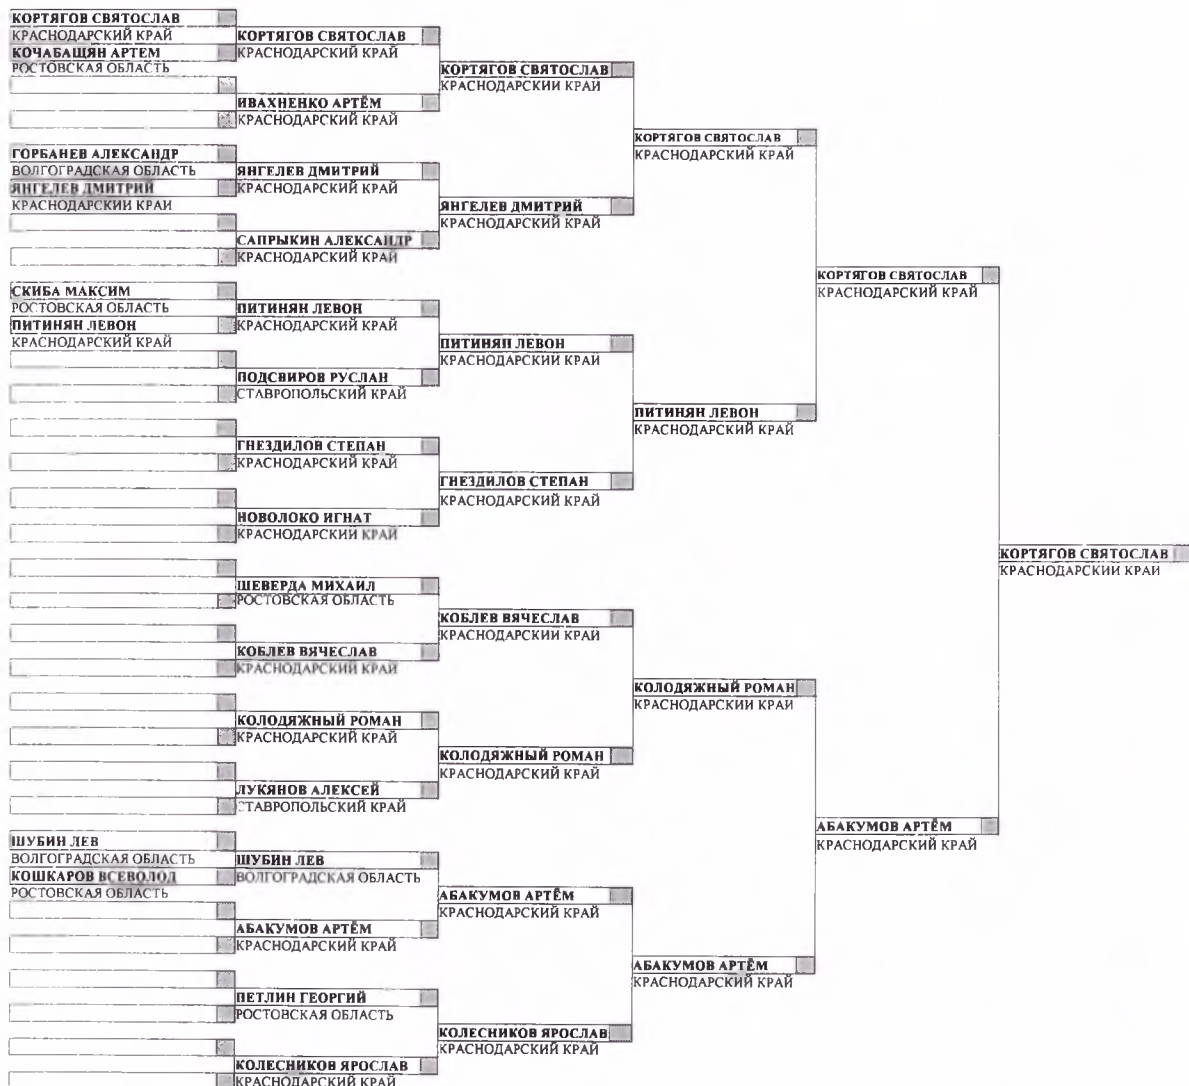 КОРТЯГОВ СВЯТОСЛАВ
КРАСНОДАРСКИЙ КРАЙ
КОЧАБАЩЯН АРТЕМ
РОСТОВСКАЯ ОБЛАСТЬ
ГОРБАНЕВ АЛЕКСАНДР
ВОЛГОГРАДСКАЯ ОБЛАСТЬ
ЯНГЕЛЕВ ДМИТРИЙ
КРАСНОДАРСКИЙ КРАЙ
СКИБА МАКСИМ
РОСТОВСКАЯ ОБЛАСТЬ
ПИТИНЯН ЛЕВОН
КРАСНОДАРСКИЙ КРАЙ
ШУБИН ЛЕВ
ВОЛГОГРАДСКАЯ ОБЛАСТЬ
КОШКАРОВ ВСЕВОЛОД
РОСТОВСКАЯ ОБЛАСТЬ
КОРТЯГОВ СВЯТОСЛАВ
КРАСНОДАРСКИЙ КРАЙ
ИВАХНЕНКО АРТЁМ
КРАСНОДАРСКИЙ КРАЙ
ЯНГЕЛЕВ ДМИТРИЙ
КРАСНОДАРСКИЙ КРАЙ
САПРЫКИН АЛЕКСАНДР
КРАСНОДАРСКИЙ КРАЙ
ПИТИНЯН ЛЕВОН
КРАСНОДАРСКИЙ КРАЙ
ПОДСВИРОВ РУСЛАН
СТАВРОПОЛЬСКИЙ КРАЙ
ГНЕЗДИЛОВ СТЕПАН
КРАСНОДАРСКИЙ КРАЙ
НОВОЛОКО ИГНАТ
КРАСНОДАРСКИЙ КРАЙ
ШЕВЕРДА МИХАИЛ
РОСТОВСКАЯ ОБЛАСТЬ
КОБЛЕВ ВЯЧЕСЛАВ
КРАСНОДАРСКИЙ КРАЙ
КОЛОДЯЖНЫЙ РОМАН
КРАСНОДАРСКИЙ КРАЙ
ЛУКЯНОВ АЛЕКСЕЙ
СТАВРОПОЛЬСКИЙ КРАЙ
ШУБИН ЛЕВ
ВОЛГОГРАДСКАЯ ОБЛАСТЬ
АБАКУМОВ АРТЁМ
КРАСНОДАРСКИЙ КРАЙ
ПЕТЛИН ГЕОРГИЙ
РОСТОВСКАЯ ОБЛАСТЬ
КОЛЕСНИКОВ ЯРОСЛАВ
КРАСНОДАРСКИЙ КРАЙ
КОРТЯГОВ СВЯТОСЛАВ
КРАСНОДАРСКИЙ КРАЙ
ЯНГЕЛЕВ ДМИТРИЙ
КРАСНОДАРСКИЙ КРАЙ
ПИТИНЯН ЛЕВОН
КРАСНОДАРСКИЙ КРАЙ
ГНЕЗДИЛОВ СТЕПАН
КРАСНОДАРСКИЙ КРАЙ
КОБЛЕВ ВЯЧЕСЛАВ
КРАСНОДАРСКИЙ КРАЙ
КОЛОДЯЖНЫЙ РОМАН
КРАСНОДАРСКИЙ КРАЙ
АБАКУМОВ АРТЁМ
КРАСНОДАРСКИЙ КРАЙ
КОЛЕСНИКОВ ЯРОСЛАВ
КРАСНОДАРСКИЙ КРАЙ
КОРТЯГОВ СВЯТОСЛАВ
КРАСНОДАРСКИЙ КРАЙ
ПИТИНЯН ЛЕВОН
КРАСНОДАРСКИЙ КРАЙ
КОЛОДЯЖНЫЙ РОМАН
КРАСНОДАРСКИЙ КРАЙ
АБАКУМОВ АРТЁМ
КРАСНОДАРСКИЙ КРАЙ
КОРТЯГОВ СВЯТОСЛАВ
КРАСНОДАРСКИЙ КРАЙ
АБАКУМОВ АРТЁМ
КРАСНОДАРСКИЙ КРАЙ
КОРТЯГОВ СВЯТОСЛАВ
КРАСНОДАРСКИЙ КРАЙ